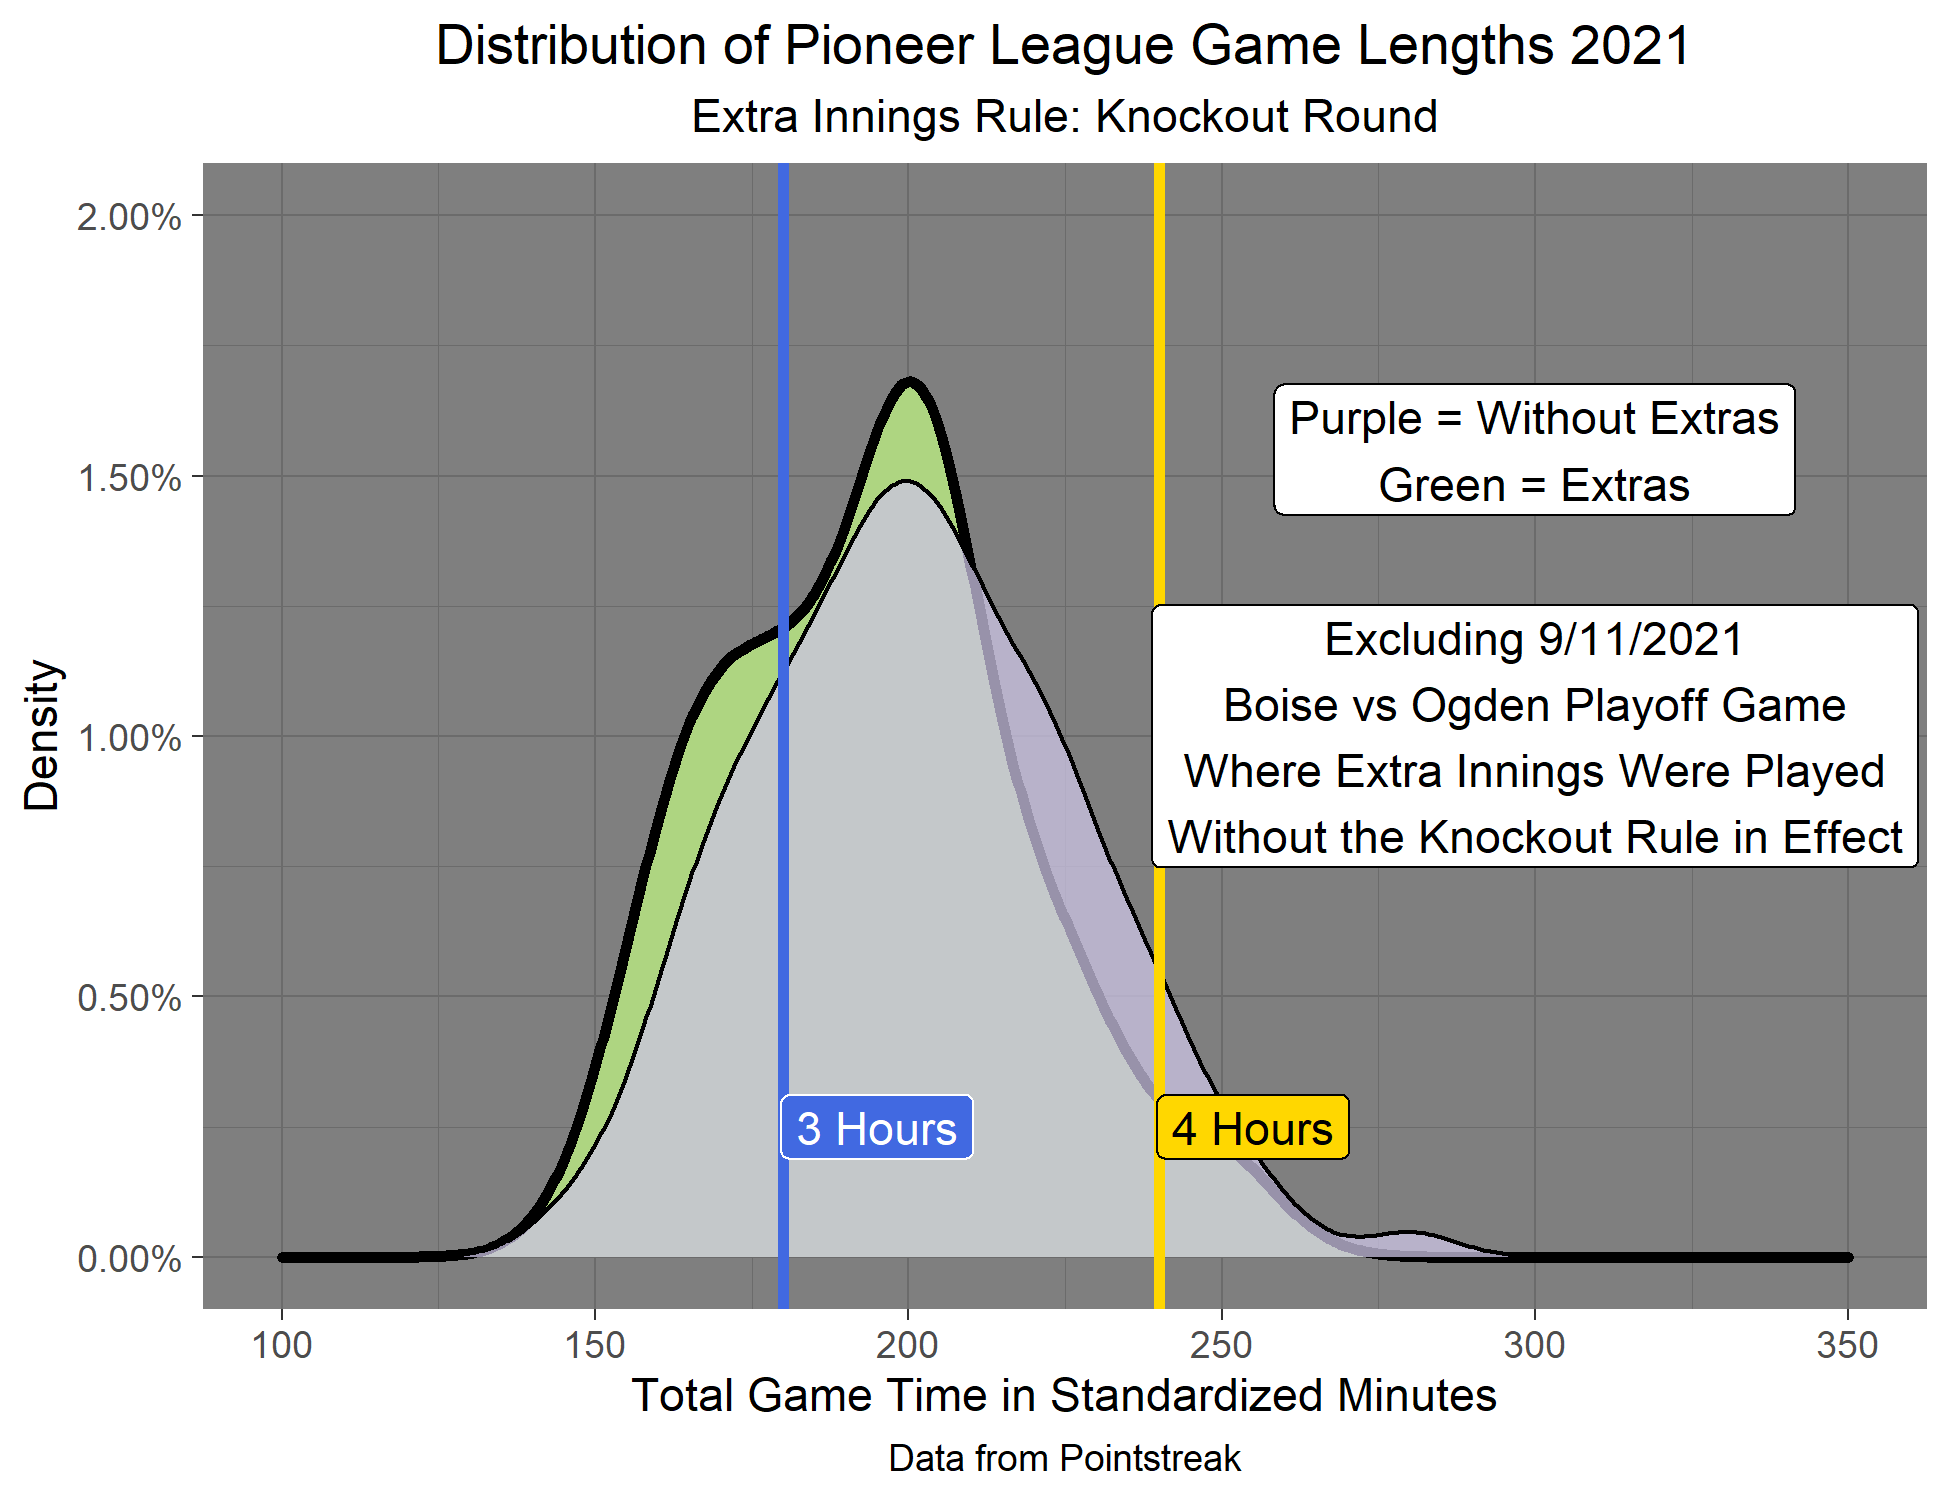 Distribution of Pioneer League Game Lengths 2021
Extra Innings Rule: Knockout Round
2.00%
1.50%
1.00%
0.50%
0.00%
Density
Purple = Without Extras
Green = Extras
Excluding 9/11/2021
Boise vs Ogden Playoff Game
Where Extra Innings Were Played
Without the Knockout Rule in Effect
3 Hours
4 Hours
100
150
200
250
300
350
Total Game Time in Standardized Minutes
Data from Pointstreak